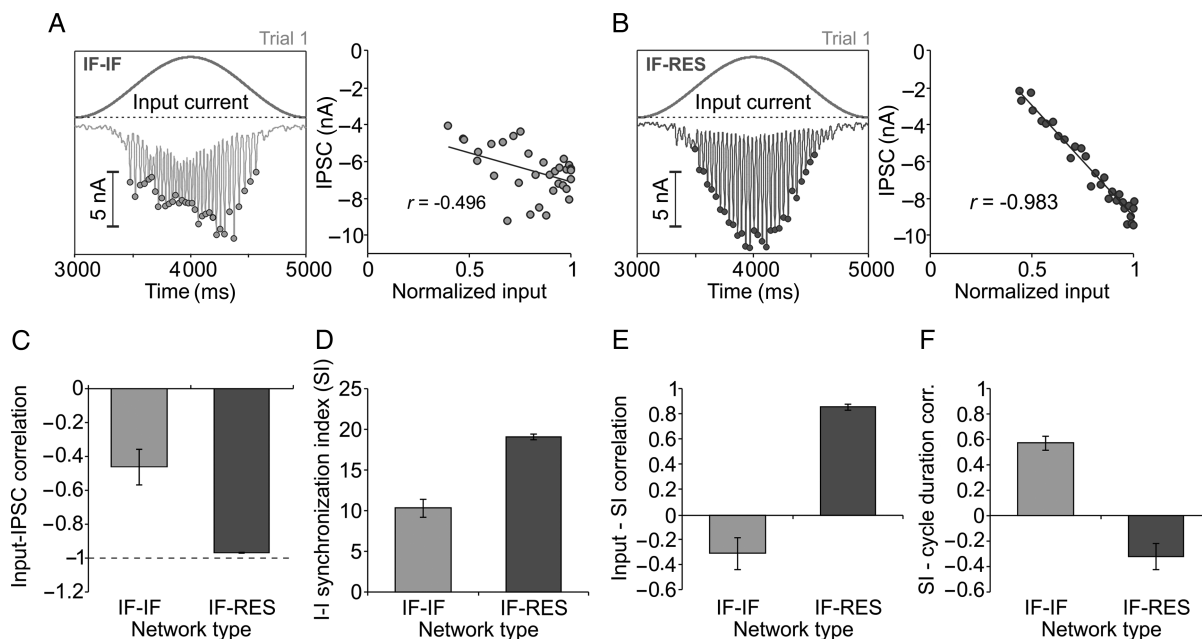 A
Trial 1
IF-IF
Input current
5 nA
3000 4000 5000
Time (ms)
IPSC (nA)
0
−2
−4
−6
−8
−10
r = -0.496
0 0.5 1
Normalized input
B
Trial 1
IF-RES
Input current
5 nA
3000 4000 5000
Time (ms)
IPSC (nA)
0
−2
−4
−6
−8
−10
r = -0.983
0 0.5 1
Normalized input
C
Input-IPSC correlation
0
−0.2
−0.4
−0.6
−0.8
−1
−1.2
IF-IF IF-RES
Network type
D
I-I synchronization index (SI)
25
20
15
10
5
0
IF-IF IF-RES
Network type
E
Input - SI correlation
1
0.8
0.6
0.4
0.2
0
−0.2
−0.4
−0.6
IF-IF IF-RES
Network type
F
SI - cycle duration corr.
1
0.8
0.6
0.4
0.2
0
−0.2
−0.4
−0.6
IF-IF IF-RES
Network type